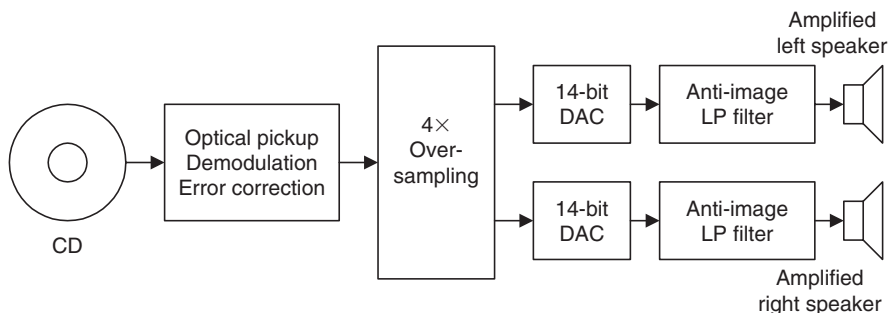 Amplified
left speaker
14-bit
DAC
Anti-image
LP filter
Optical pickup
Demodulation
Error correction
4×
Over-
sampling
CD
14-bit
DAC
Anti-image
LP filter
Amplified
right speaker